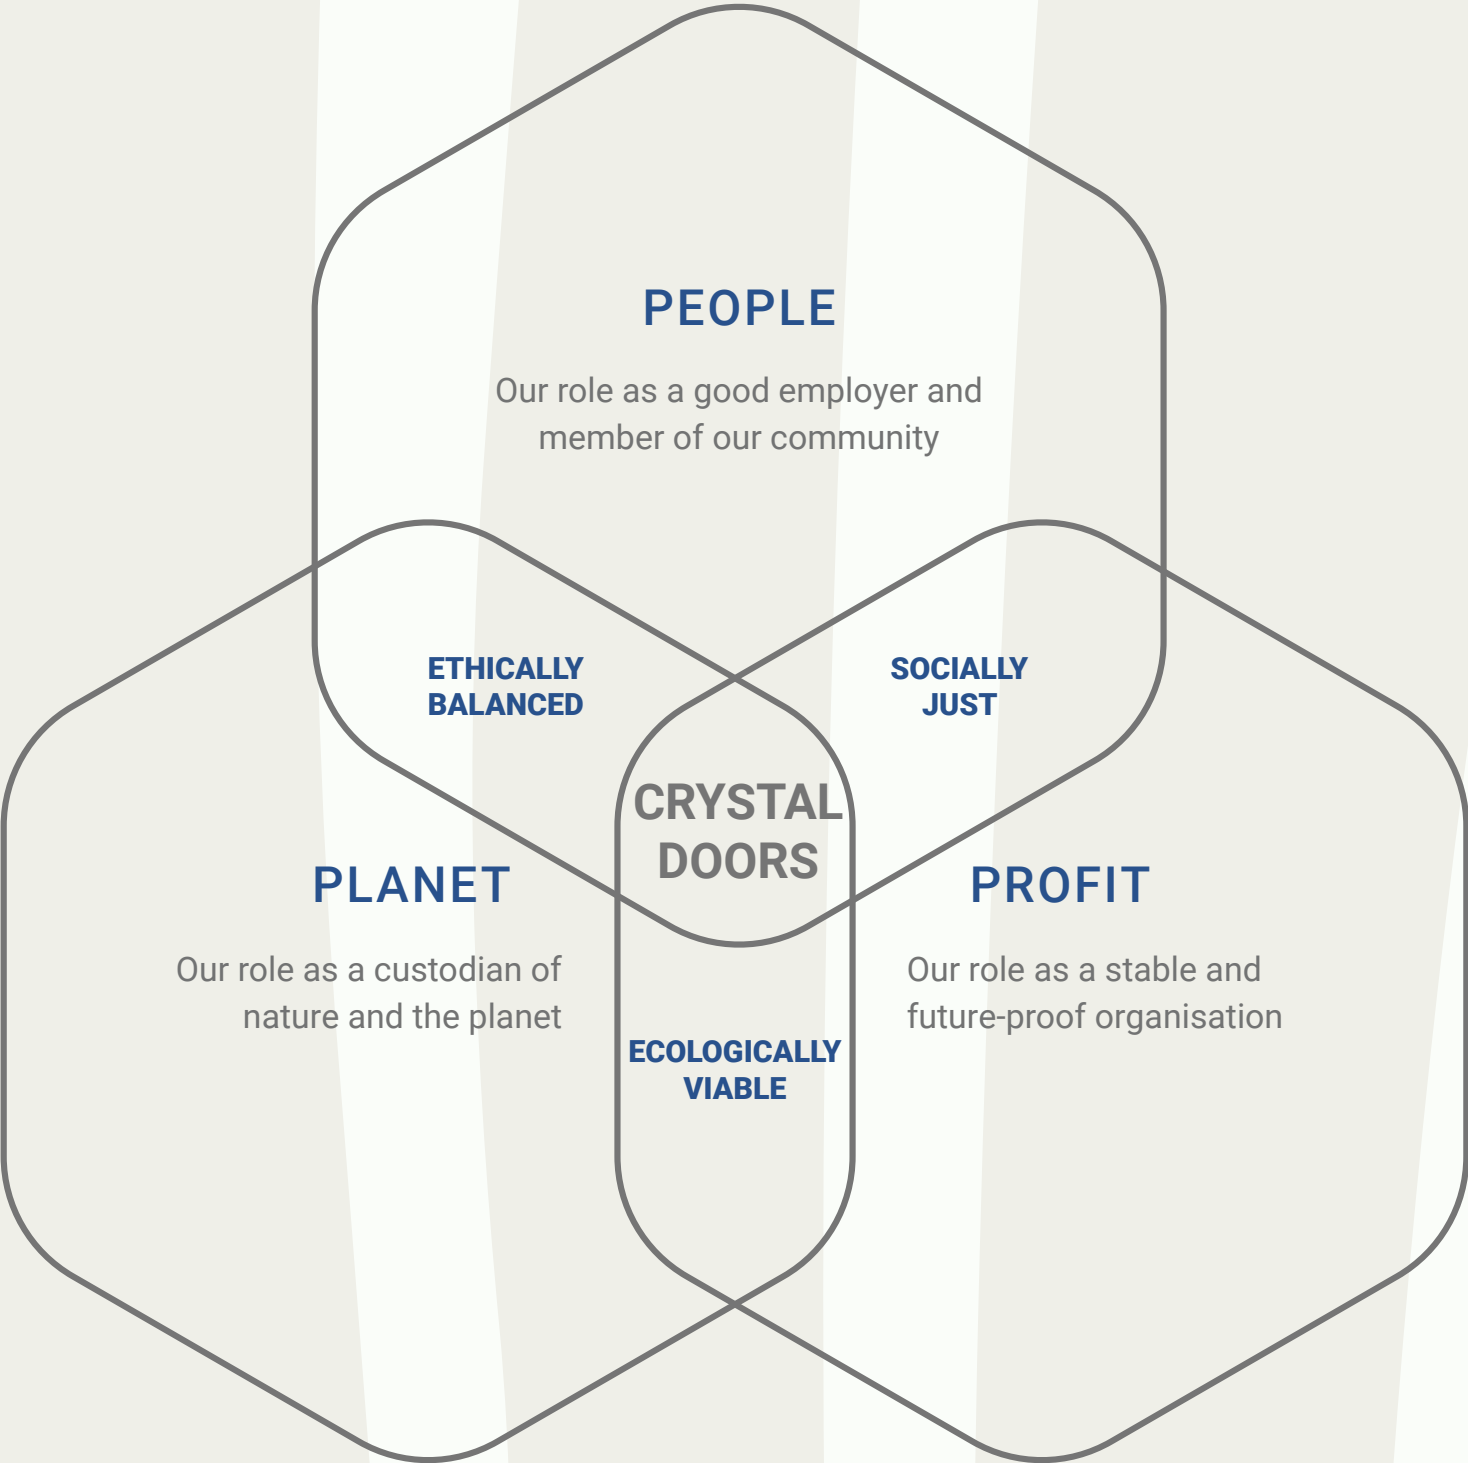 PEOPLE
Our role as a good employer and
member of our community
ETHICALLY
BALANCED
SOCIALLY
JUST
CRYSTAL
DOORS
PLANET
Our role as a custodian of
nature and the planet
PROFIT
Our role as a stable and
future-proof organisation
ECOLOGICALLY
VIABLE